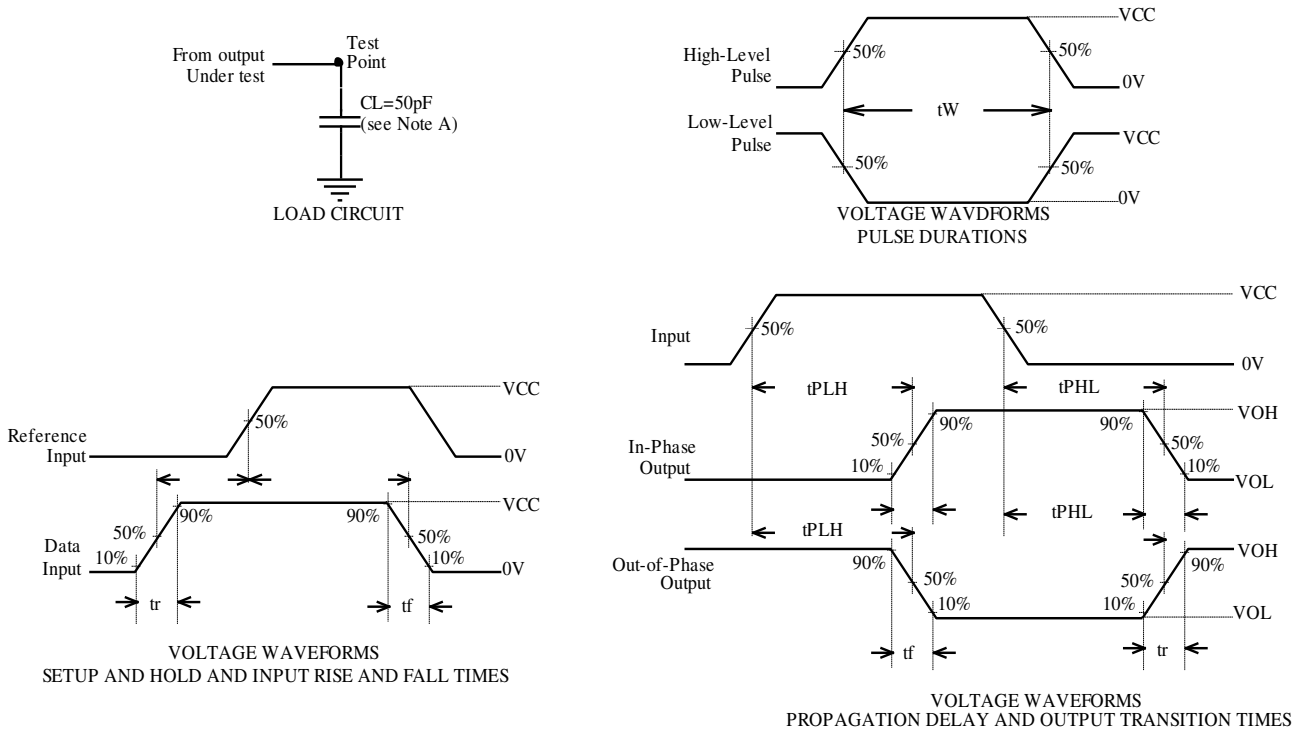 From output
Under test
Test
Point
CL=50pF
(see Note A)
LOAD CIRCUIT
High-Level
Pulse
50%
50%
VCC
0V
tW
Low-Level
Pulse
50%
50%
VCC
0V
VOLTAGE WAVDFORMS
PULSE DURATIONS
Reference
Input
50%
VCC
0V
Data
Input
10%
50%
90%
90%
50%
10%
VCC
0V
tr
tf
VOLTAGE WAVEFORMS
SETUP AND HOLD AND INPUT RISE AND FALL TIMES
Input
50%
50%
VCC
0V
tPLH
tPHL
In-Phase
Output
10%
50%
90%
90%
50%
10%
VOH
VOL
tPLH
tPHL
Out-of-Phase
Output
90%
50%
10%
10%
50%
90%
VOH
VOL
tf
tr
VOLTAGE WAVEFORMS
PROPAGATION DELAY AND OUTPUT TRANSITION TIMES